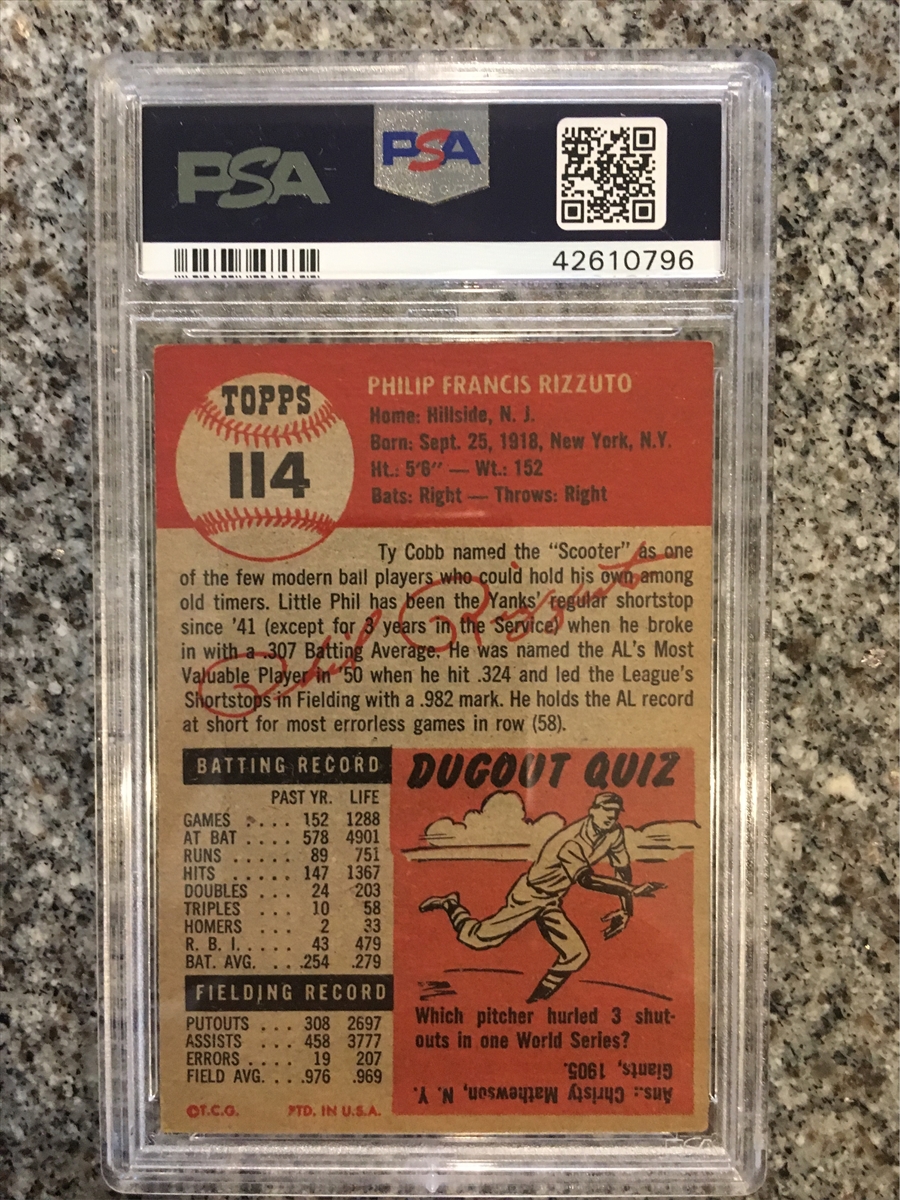 PSA
PSA
42610796
TOPPS
114
PHILIP FRANCIS RIZZUTO
Home: Hillside, N. J.
Born: Sept. 25, 1918, New York, N.Y.
Ht.: 5'6" — Wt.: 152
Bats: Right — Throws: Right
Ty Cobb named the "Scooter" as one
of the few modern ball players who could hold his own among
old timers. Little Phil has been the Yanks' regular shortstop
since '41 (except for 3 years in the Service) when he broke
in with a .307 Batting Average. He was named the AL's Most
Valuable Player in '50 when he hit .324 and led the League's
Shortstops in Fielding with a .982 mark. He holds the AL record
at short for most errorless games in row (58).
Phil Rizzuto
BATTING RECORD
PAST YR. LIFE
GAMES .... 152 1288
AT BAT .... 578 4901
RUNS ..... 89 751
HITS ..... 147 1367
DOUBLES ... 24 203
TRIPLES ... 10 58
HOMERS ... 2 33
R. B. I. .... 43 479
BAT. AVG. ... .254 .279
FIELDING RECORD
PUTOUTS ... 308 2697
ASSISTS ... 458 3777
ERRORS .... 19 207
FIELD AVG. ... .976 .969
©T.C.G. PTD. IN U.S.A.
DUGOUT QUIZ
Which pitcher hurled 3 shut-
outs in one World Series?
Ans.: Christy Mathewson, N. Y.
Giants, 1905.